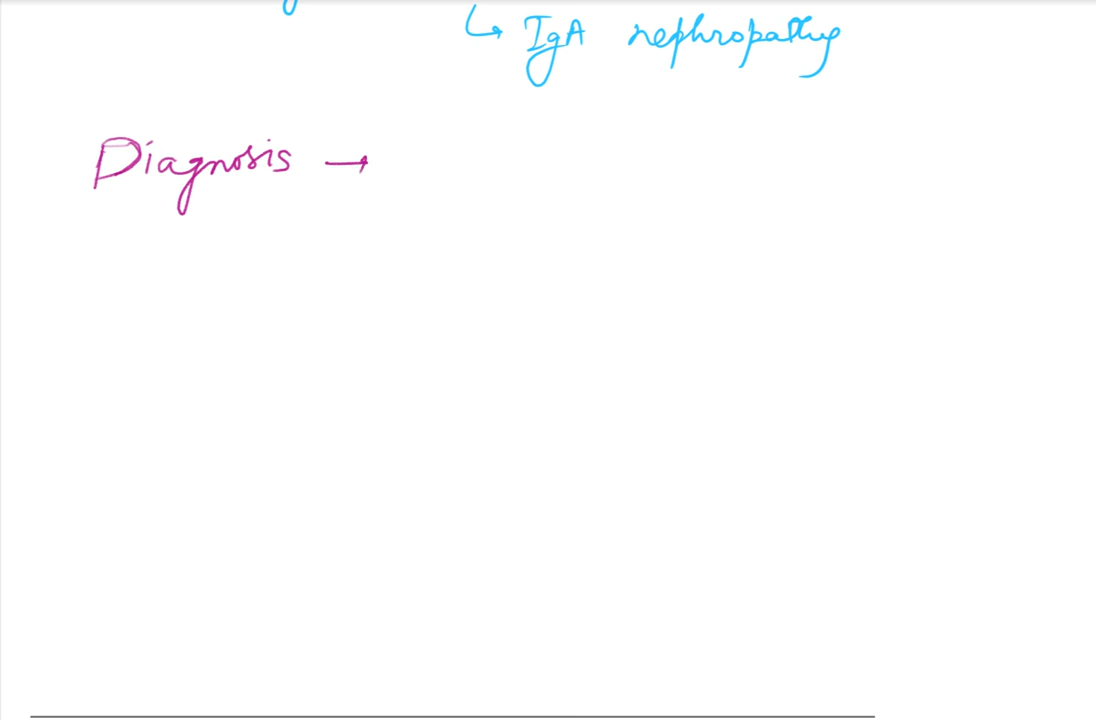 ↳ IgA nephropathy
Diagnosis →